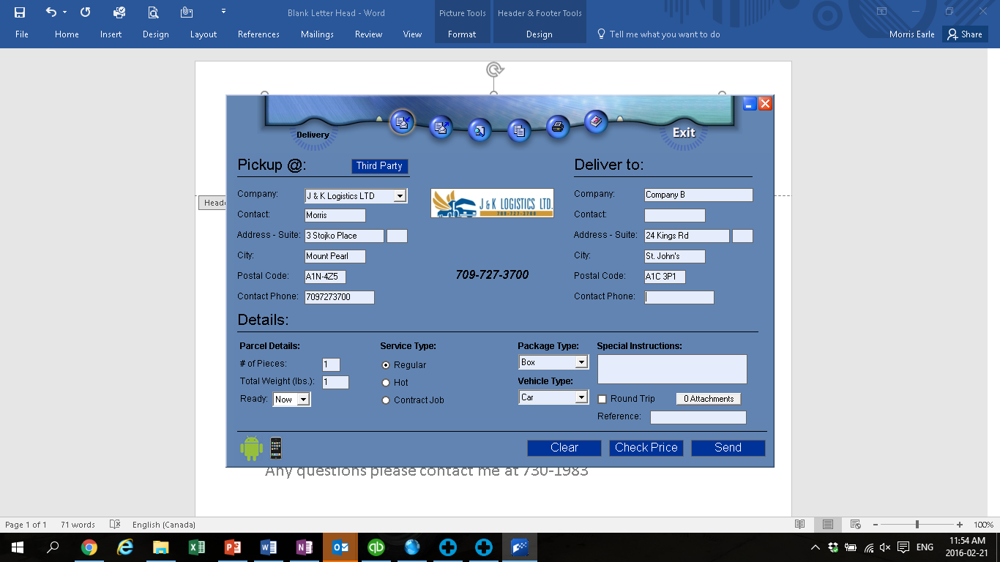 Blank Letter Head - Word
Picture Tools
Header & Footer Tools
File
Home
Insert
Design
Layout
References
Mailings
Review
View
Format
Design
Tell me what you want to do
Morris Earle
Share
Delivery
Exit
Pickup @:
Third Party
Deliver to:
Company:
J & K Logistics LTD
J & K LOGISTICS LTD.
709-727-3700
Company:
Company B
Contact:
Morris
Contact:
Address - Suite:
3 Stojko Place
Address - Suite:
24 Kings Rd
City:
Mount Pearl
City:
St. John's
Postal Code:
A1N-4Z5
709-727-3700
Postal Code:
A1C 3P1
Contact Phone:
7097273700
Contact Phone:
Details:
Parcel Details:
Service Type:
Package Type:
Special Instructions:
# of Pieces:
1
Regular
Box
Total Weight (lbs.):
1
Hot
Vehicle Type:
Ready:
Now
Contract Job
Car
Round Trip
0 Attachments
Reference:
Clear
Check Price
Send
Any questions please contact me at 730-1983
Page 1 of 1
71 words
English (Canada)
100%
ENG
11:54 AM
2016-02-21